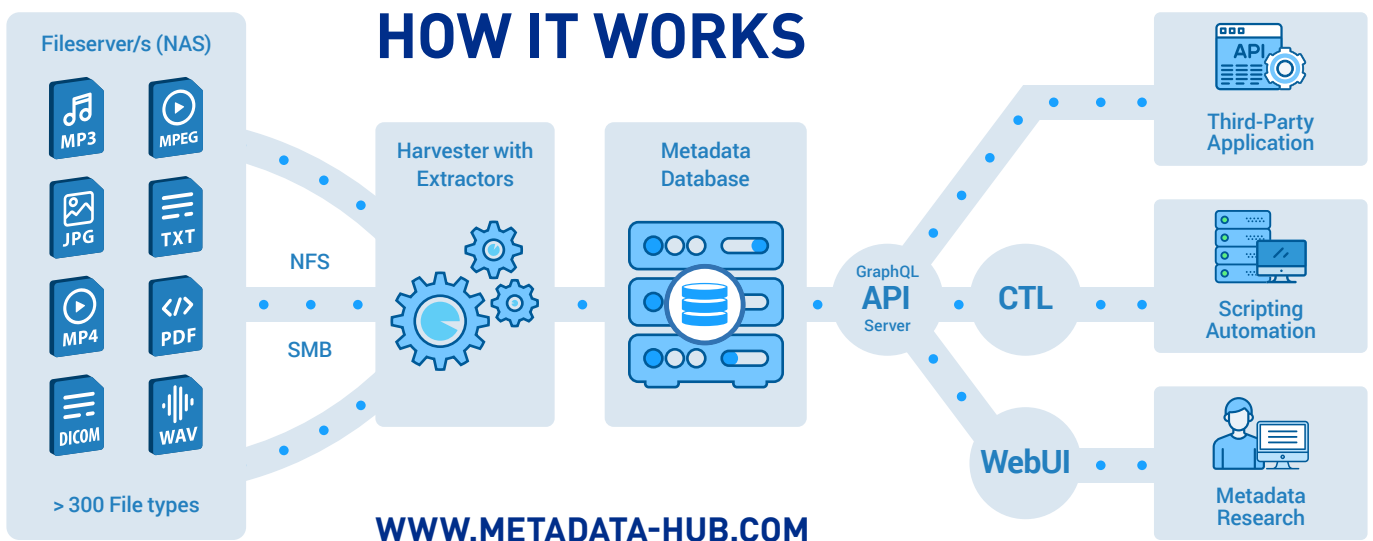 HOW IT WORKS
Fileserver/s (NAS)
MP3
MPEG
JPG
TXT
MP4
</>
PDF
DICOM
WAV
> 300 File types
NFS
SMB
Harvester with
Extractors
Metadata
Database
GraphQL
API
Server
CTL
WebUI
API
Third-Party
Application
Scripting
Automation
Metadata
Research
WWW.METADATA-HUB.COM